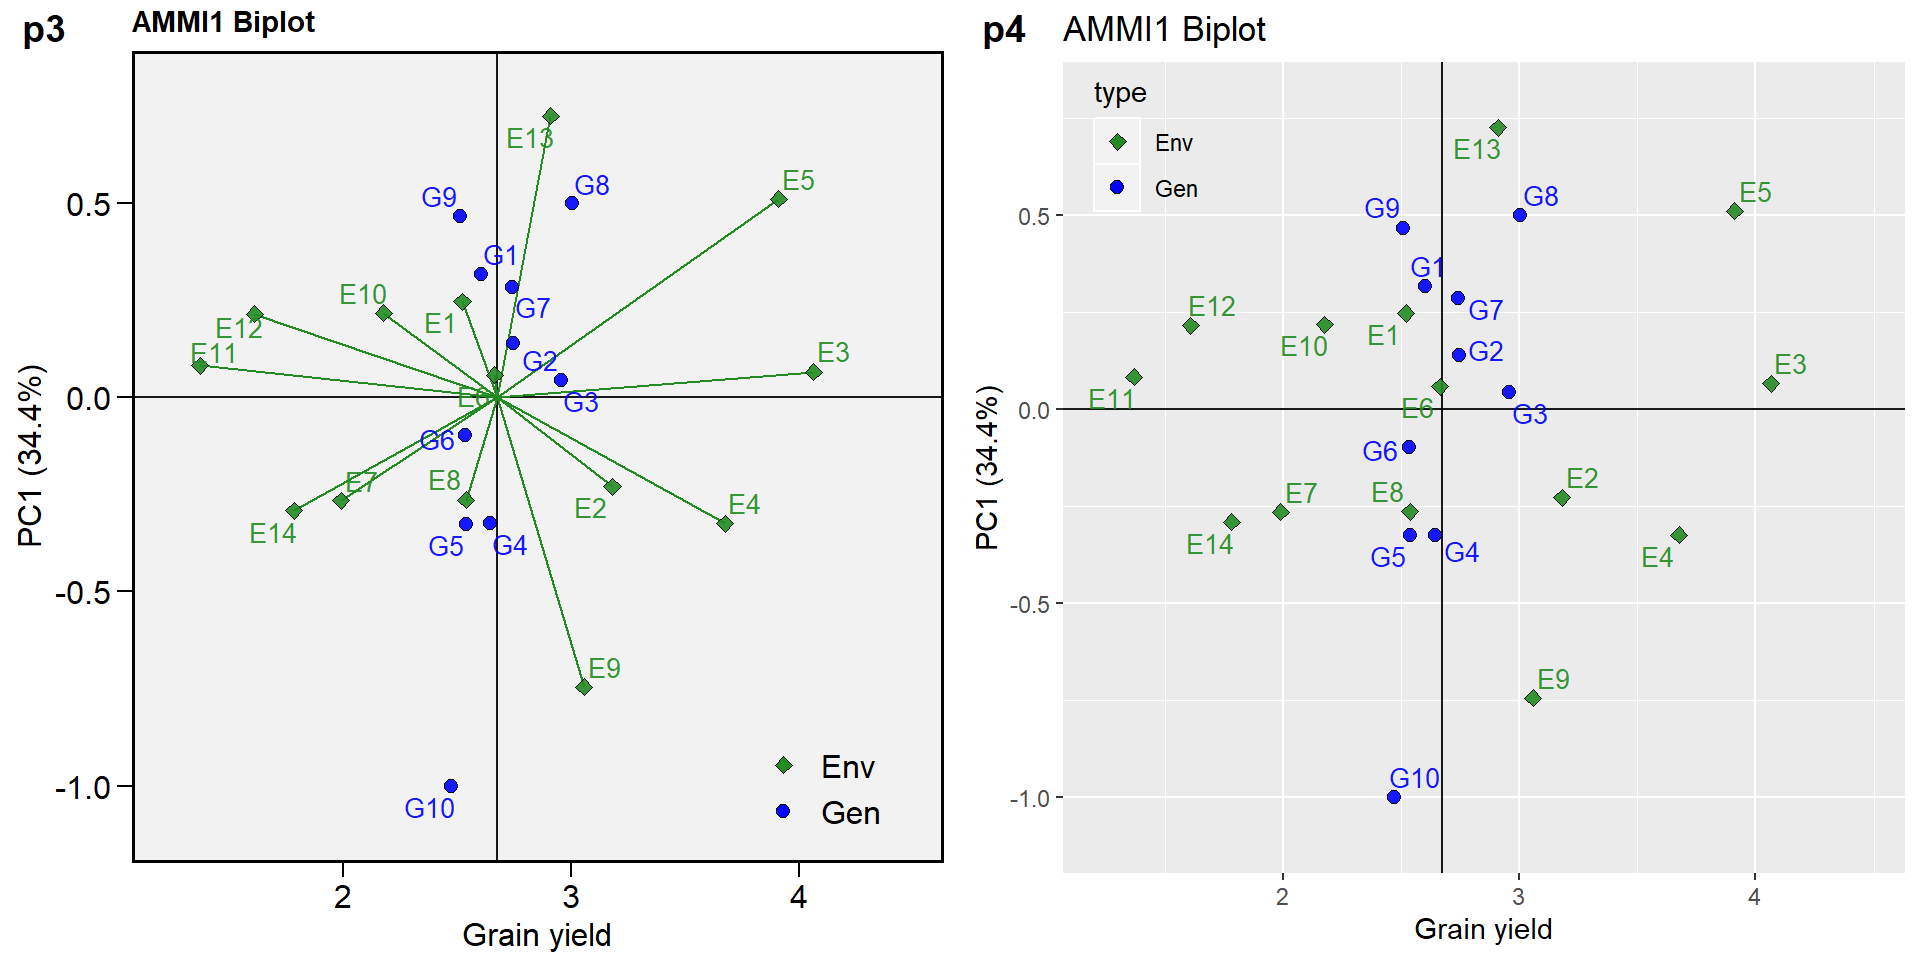 p3
AMMI1 Biplot
E13
G8
E5
G9
G1
E10
G7
E12
E1
E11
G2
E3
E6
G3
G6
E7
E8
E2
E4
E14
G5
G4
E9
G10
Env
Gen
0.5
0.0
-0.5
-1.0
PC1 (34.4%)
2
3
4
Grain yield
p4
AMMI1 Biplot
type
Env
Gen
E13
E5
G8
G9
G1
E12
G7
E10
E1
G2
E3
E11
E6
G3
G6
E2
E7
E8
E14
G5
G4
E4
E9
G10
0.5
0.0
-0.5
-1.0
PC1 (34.4%)
2
3
4
Grain yield